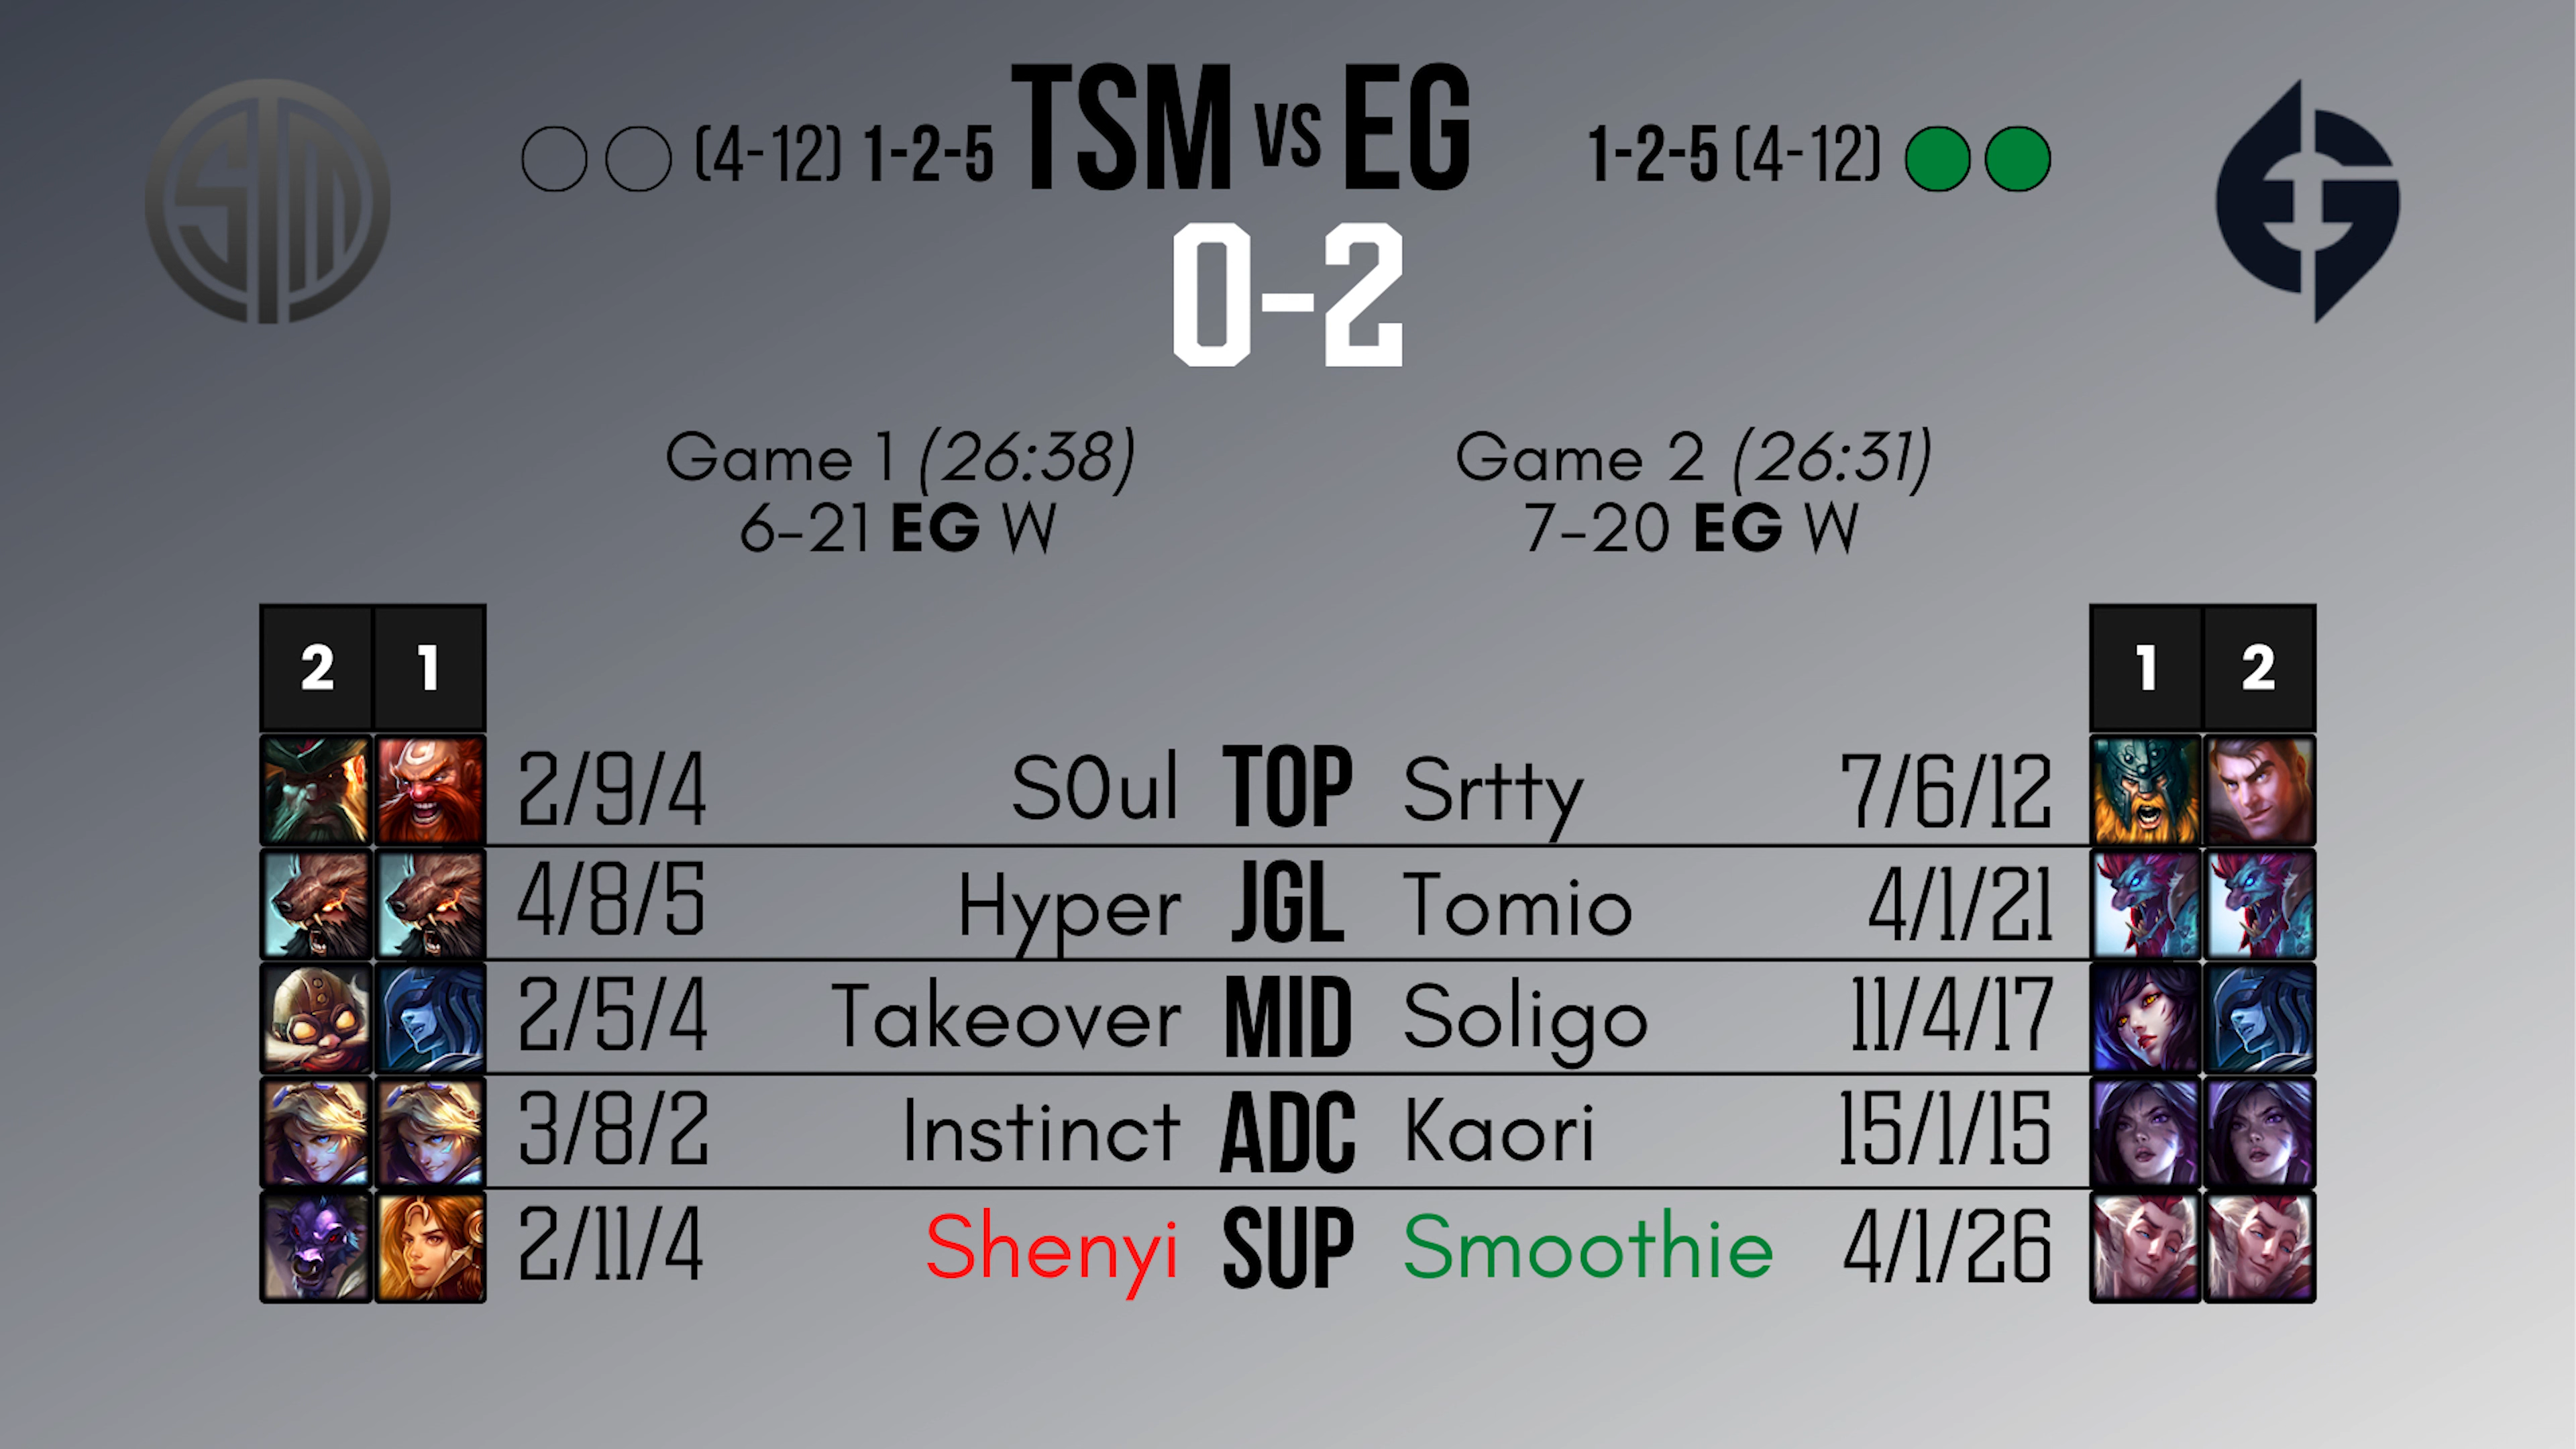 (4-12) 1-2-5 TSM VS EG 1-2-5 (4-12)
0-2
Game 1 (26:38)
6-21 EG W
Game 2 (26:31)
7-20 EG W
2 1
1 2
2/9/4 S0ul TOP Srtty 7/6/12
4/8/5 Hyper JGL Tomio 4/1/21
2/5/4 Takeover MID Soligo 11/4/17
3/8/2 Instinct ADC Kaori 15/1/15
2/11/4 Shenyi SUP Smoothie 4/1/26